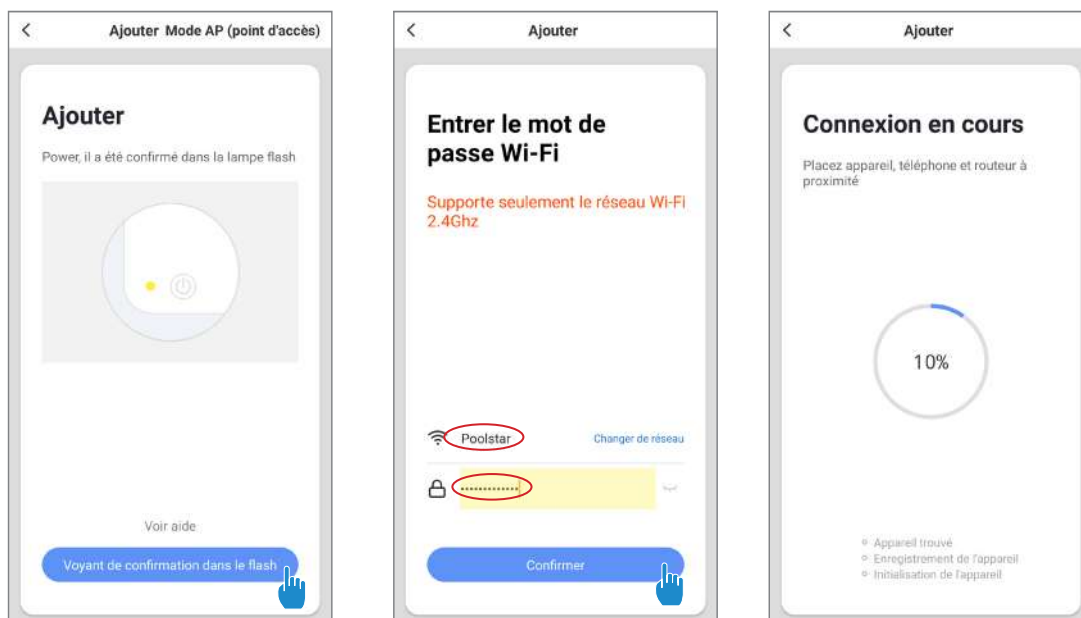 Ajouter Mode AP (point d'accès)
Ajouter
Power, il a été confirmé dans la lampe flash
Voir aide
Voyant de confirmation dans le flash
Ajouter
Entrer le mot de
passe Wi-Fi
Supporte seulement le réseau Wi-Fi
2.4Ghz
Poolstar
Changer de réseau
Confirmer
Ajouter
Connexion en cours
Placez appareil, téléphone et routeur à
proximité
10%
Appareil trouvé
Enregistrement de l'appareil
Initialisation de l'appareil